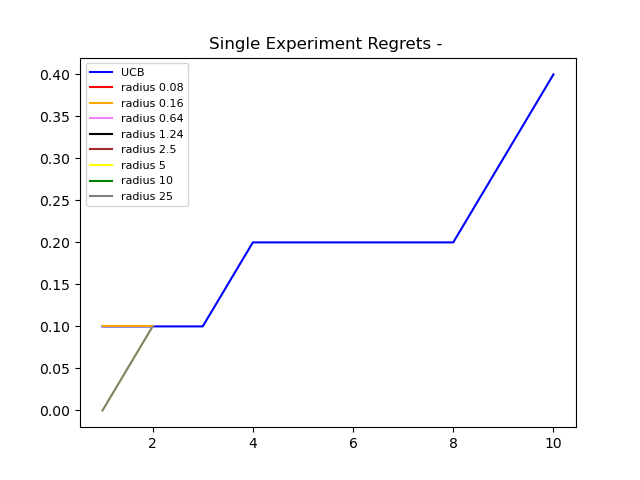 Single Experiment Regrets -
0.40
0.35
0.30
0.25
0.20
0.15
0.10
0.05
0.00
UCB
radius 0.08
radius 0.16
radius 0.64
radius 1.24
radius 2.5
radius 5
radius 10
radius 25
2 4 6 8 10